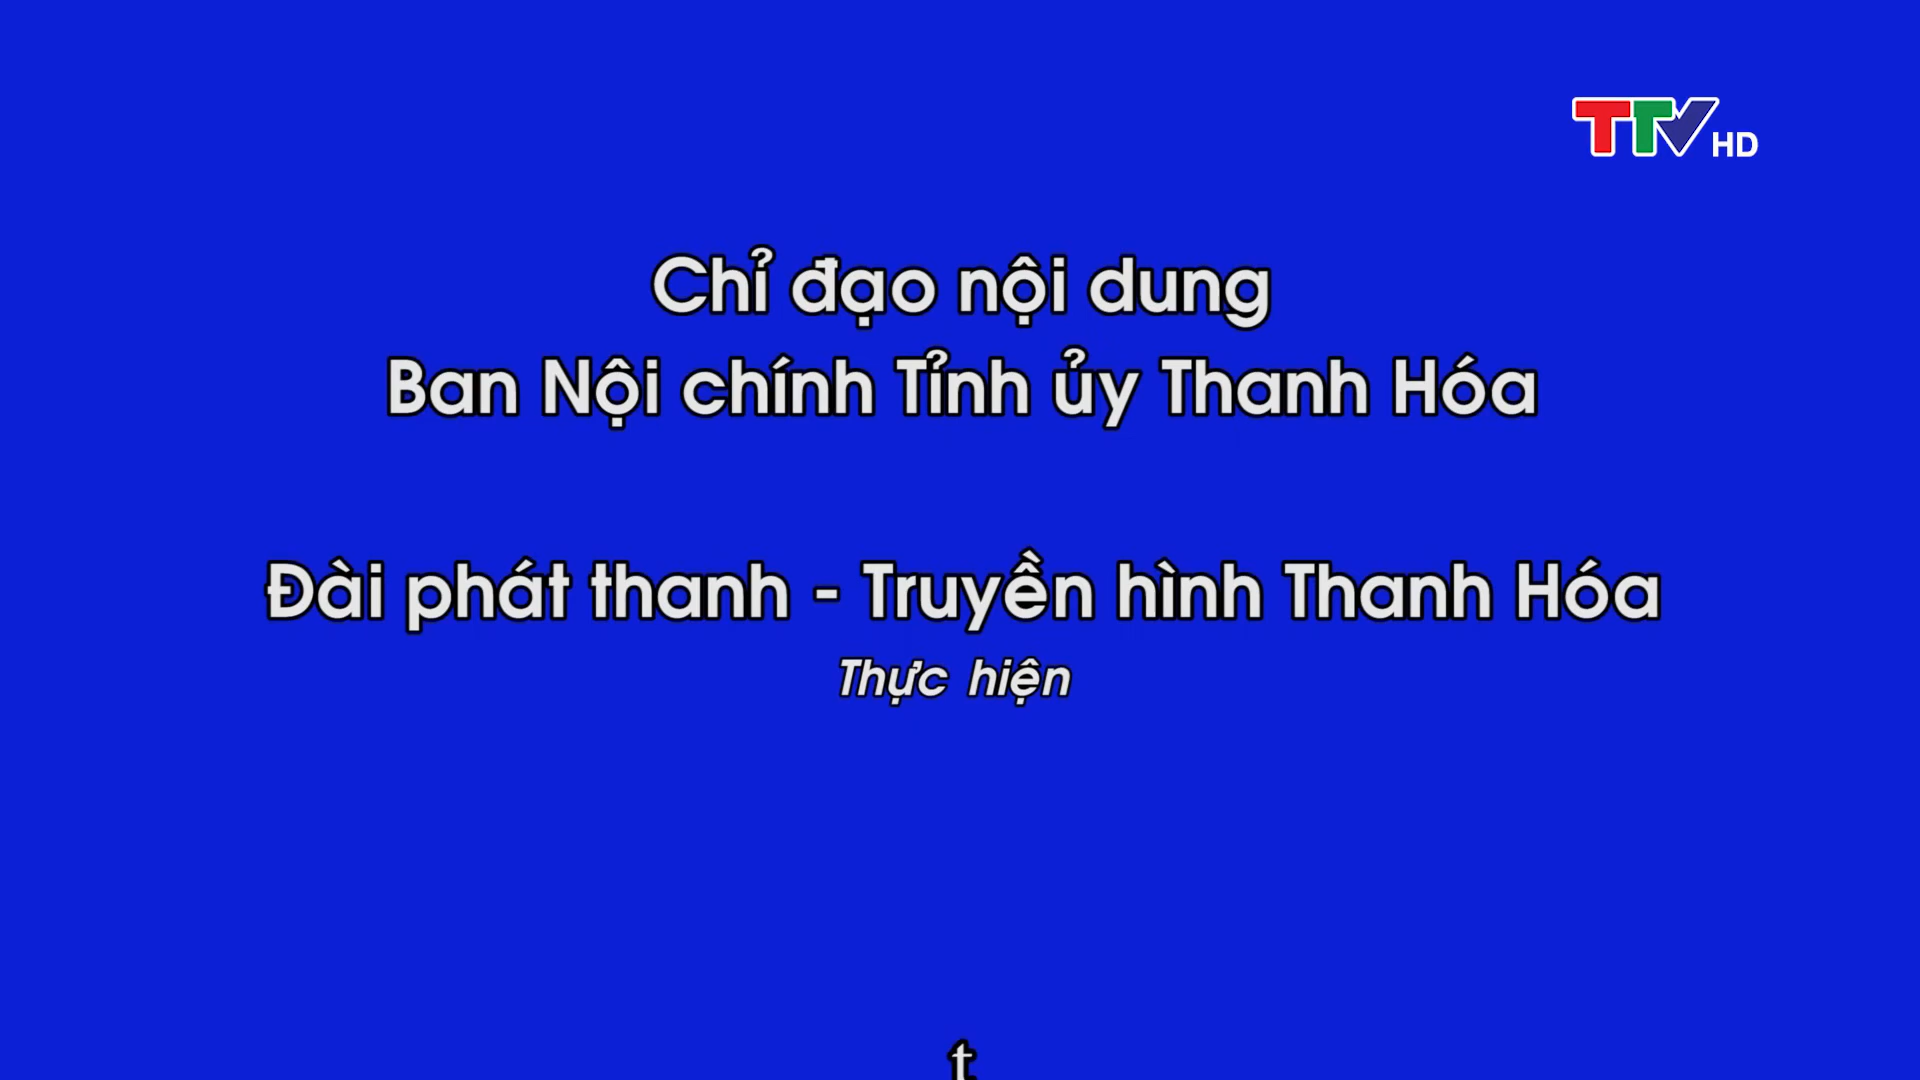 TTV HD
Chỉ đạo nội dung
Ban Nội chính Tỉnh ủy Thanh Hóa
Đài phát thanh - Truyền hình Thanh Hóa
Thực hiện
t